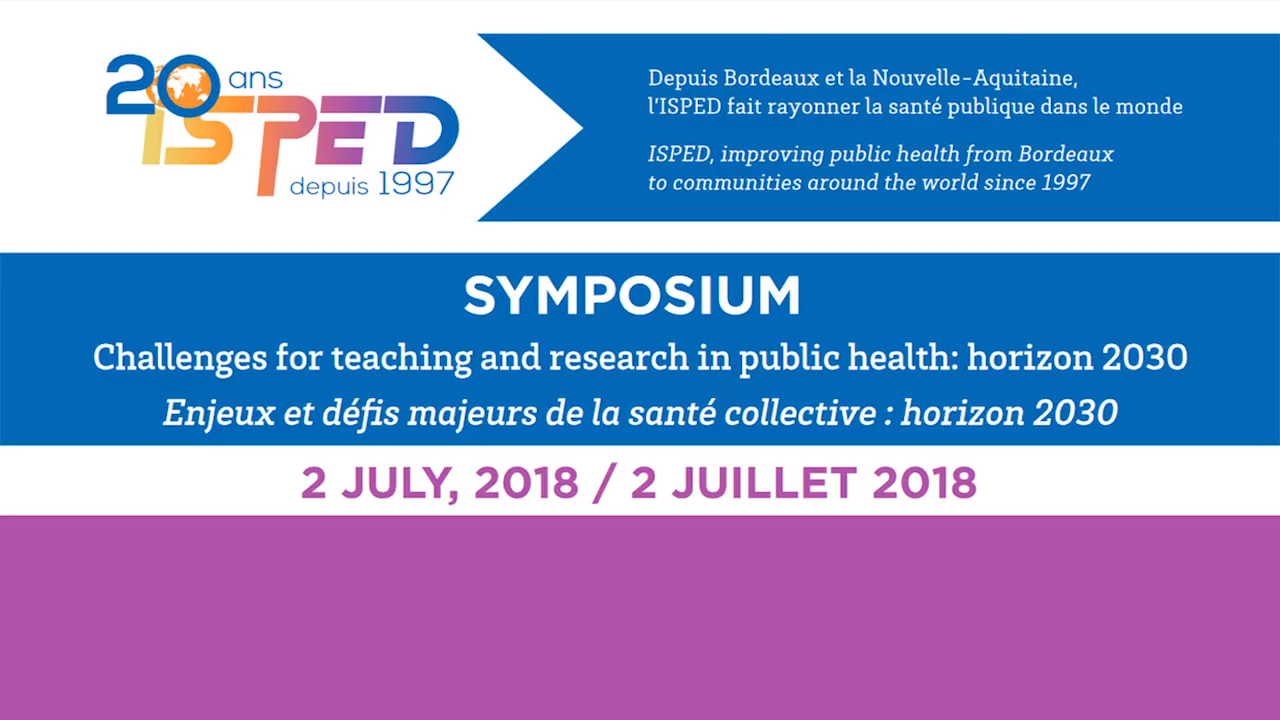 20 ans
ISPED
depuis 1997
Depuis Bordeaux et la Nouvelle-Aquitaine,
l'ISPED fait rayonner la santé publique dans le monde
ISPED, improving public health from Bordeaux
to communities around the world since 1997
SYMPOSIUM
Challenges for teaching and research in public health: horizon 2030
Enjeux et défis majeurs de la santé collective : horizon 2030
2 JULY, 2018 / 2 JUILLET 2018